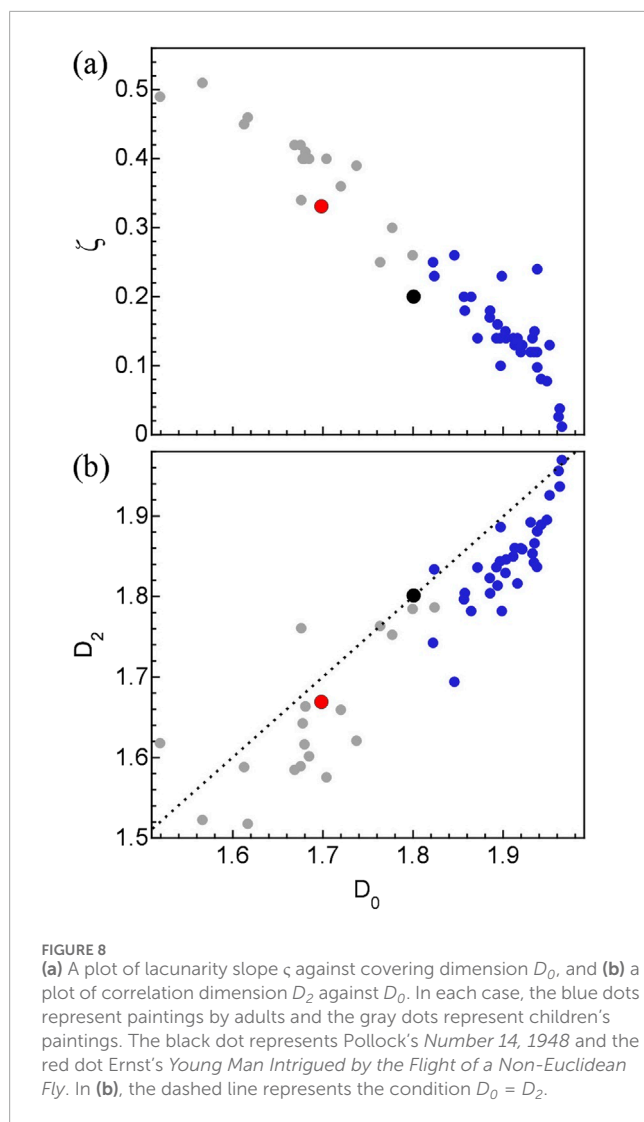 (a)
0.5
0.4
0.3
0.2
0.1
0
ζ
(b)
1.9
1.8
1.7
1.6
1.5
D2
1.6 1.7 1.8 1.9
D0
FIGURE 8
(a) A plot of lacunarity slope ς against covering dimension D0, and (b) a
plot of correlation dimension D2 against D0. In each case, the blue dots
represent paintings by adults and the gray dots represent children's
paintings. The black dot represents Pollock's Number 14, 1948 and the
red dot Ernst's Young Man Intrigued by the Flight of a Non-Euclidean
Fly. In (b), the dashed line represents the condition D0 = D2.